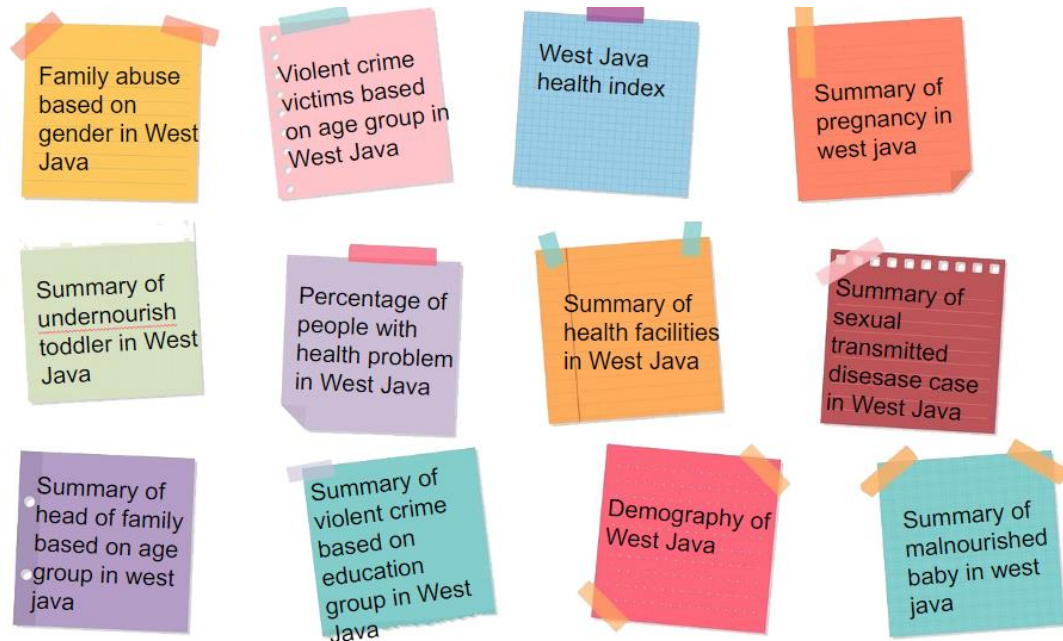 Family abuse
based on
gender in West
Java
Violent crime
victims based
on age group in
West Java
West Java
health index
Summary of
pregnancy in
west java
Summary of
undernourish
toddler in West
Java
Percentage of
people with
health problem
in West Java
Summary of
health facilities
in West Java
Summary of
sexual
transmitted
disesase case
in West Java
Summary of
head of family
based on age
group in west
java
Summary of
violent crime
based on
education
group in West
Java
Demography of
West Java
Summary of
malnourished
baby in west
java